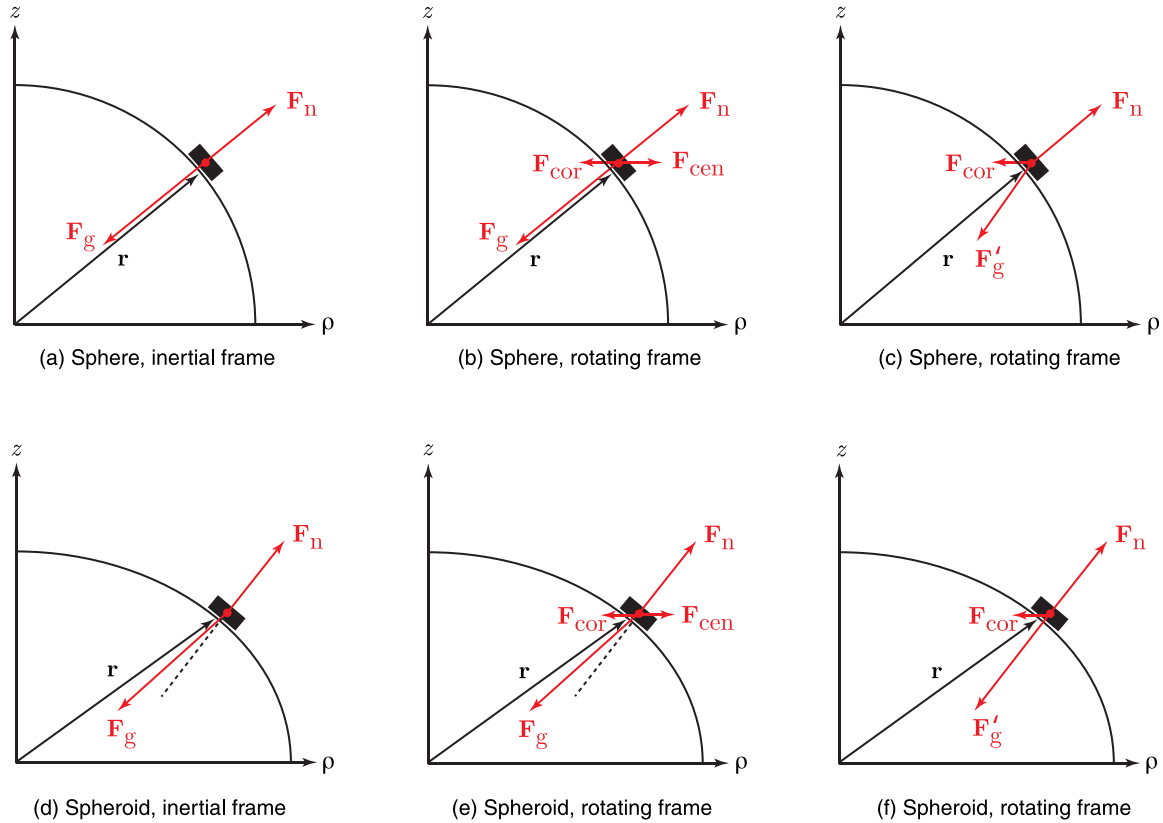 z
F_n
F_g
r
ρ
(a) Sphere, inertial frame
z
F_n
F_cor
F_cen
F_g
r
ρ
(b) Sphere, rotating frame
z
F_n
F_cor
F'_g
r
ρ
(c) Sphere, rotating frame
z
F_n
r
F_g
ρ
(d) Spheroid, inertial frame
z
F_n
F_cor
F_cen
r
F_g
ρ
(e) Spheroid, rotating frame
z
F_n
F_cor
r
F'_g
ρ
(f) Spheroid, rotating frame